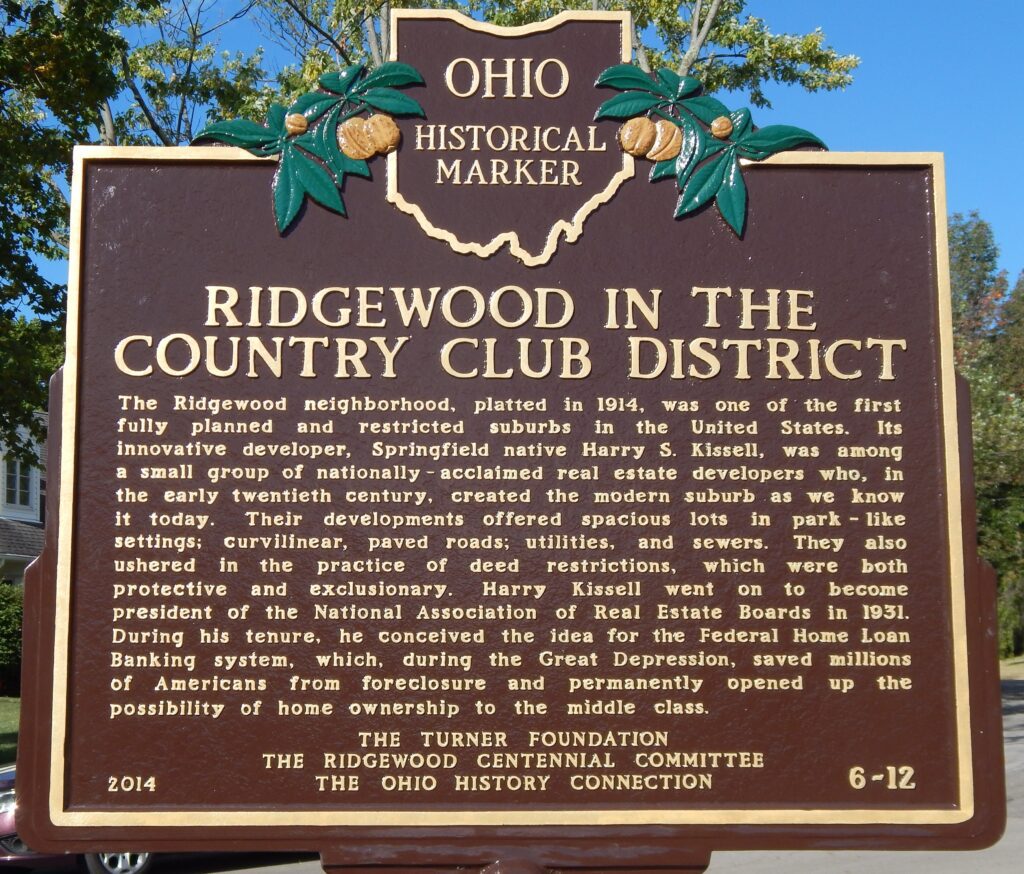 OHIO
HISTORICAL
MARKER
RIDGEWOOD IN THE
COUNTRY CLUB DISTRICT
The Ridgewood neighborhood, platted in 1914, was one of the first
fully planned and restricted suburbs in the United States. Its
innovative developer, Springfield native Harry S. Kissell, was among
a small group of nationally-acclaimed real estate developers who, in
the early twentieth century, created the modern suburb as we know
it today. Their developments offered spacious lots in park-like
settings; curvilinear, paved roads; utilities, and sewers. They also
ushered in the practice of deed restrictions, which were both
protective and exclusionary. Harry Kissell went on to become
president of the National Association of Real Estate Boards in 1931.
During his tenure, he conceived the idea for the Federal Home Loan
Banking system, which, during the Great Depression, saved millions
of Americans from foreclosure and permanently opened up the
possibility of home ownership to the middle class.
THE TURNER FOUNDATION
THE RIDGEWOOD CENTENNIAL COMMITTEE
2014 THE OHIO HISTORY CONNECTION 6-12